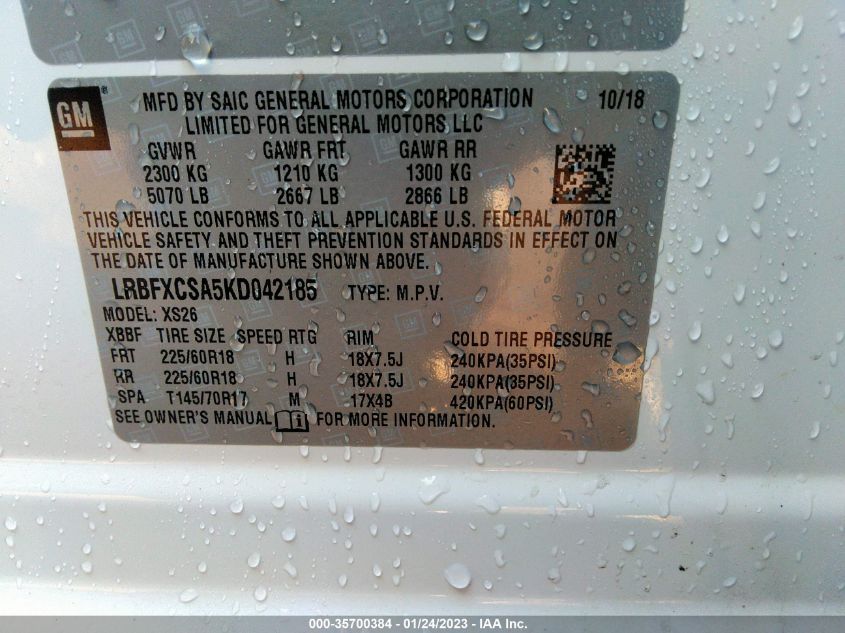 GM
GM ® MFD BY SAIC GENERAL MOTORS CORPORATION 10/18
LIMITED FOR GENERAL MOTORS LLC
GVWR GAWR FRT GAWR RR
2300 KG 1210 KG 1300 KG
5070 LB 2667 LB 2866 LB
THIS VEHICLE CONFORMS TO ALL APPLICABLE U.S. FEDERAL MOTOR
VEHICLE SAFETY AND THEFT PREVENTION STANDARDS IN EFFECT ON
THE DATE OF MANUFACTURE SHOWN ABOVE.
LRBFXCSA5KD042185 TYPE: M.P.V.
MODEL: XS26
XBBF TIRE SIZE SPEED RTG RIM COLD TIRE PRESSURE
FRT 225/60R18 H 18X7.5J 240KPA(35PSI)
RR 225/60R18 H 18X7.5J 240KPA(35PSI)
SPA T145/70R17 M 17X4B 420KPA(60PSI)
SEE OWNER'S MANUAL i FOR MORE INFORMATION.
000-35700384 - 01/24/2023 - IAA Inc.